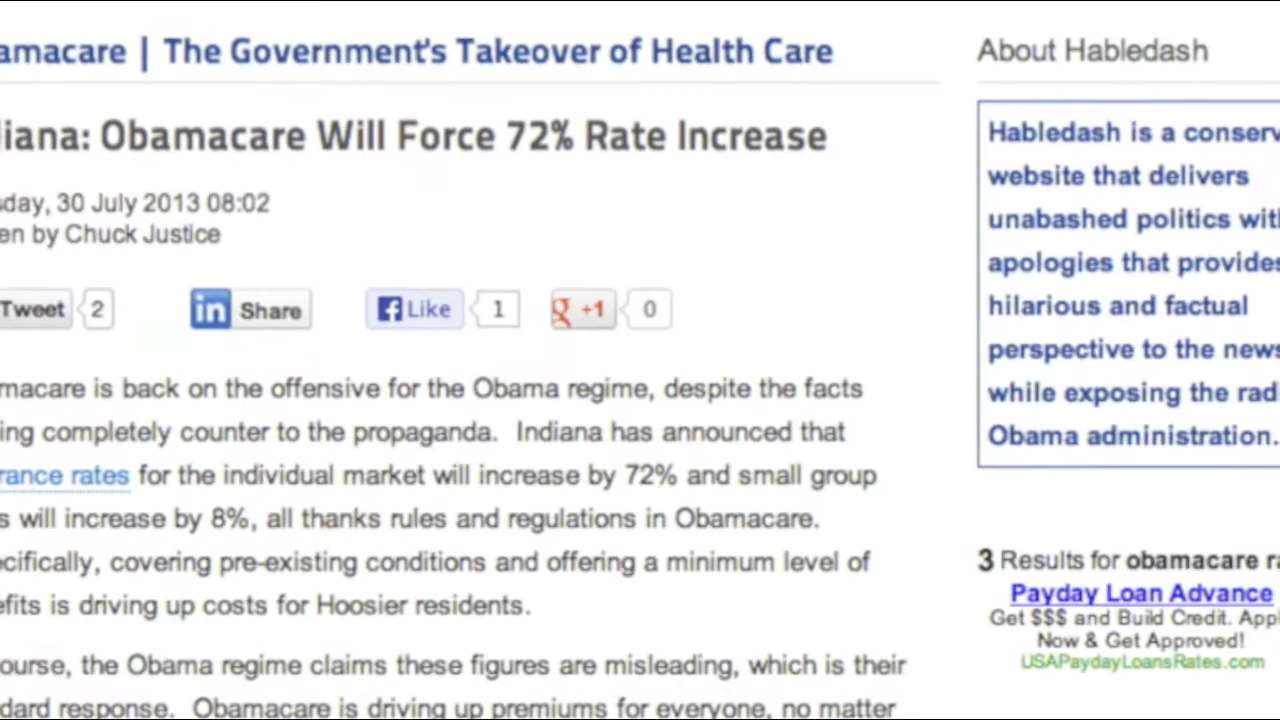 amacare | The Government's Takeover of Health Care
iana: Obamacare Will Force 72% Rate Increase
day, 30 July 2013 08:02
en by Chuck Justice
Tweet 2 in Share Like 1 g +1 0
macare is back on the offensive for the Obama regime, despite the facts
ing completely counter to the propaganda. Indiana has announced that
rance rates for the individual market will increase by 72% and small group
s will increase by 8%, all thanks rules and regulations in Obamacare.
cifically, covering pre-existing conditions and offering a minimum level of
efits is driving up costs for Hoosier residents.
ourse, the Obama regime claims these figures are misleading, which is their
dard response. Obamacare is driving up premiums for everyone, no matter
About Habledash
Habledash is a conserv
website that delivers
unabashed politics with
apologies that provides
hilarious and factual
perspective to the news
while exposing the radi
Obama administration.
3 Results for obamacare ra
Payday Loan Advance
Get $$$ and Build Credit. Appl
Now & Get Approved!
USAPaydayLoansRates.com